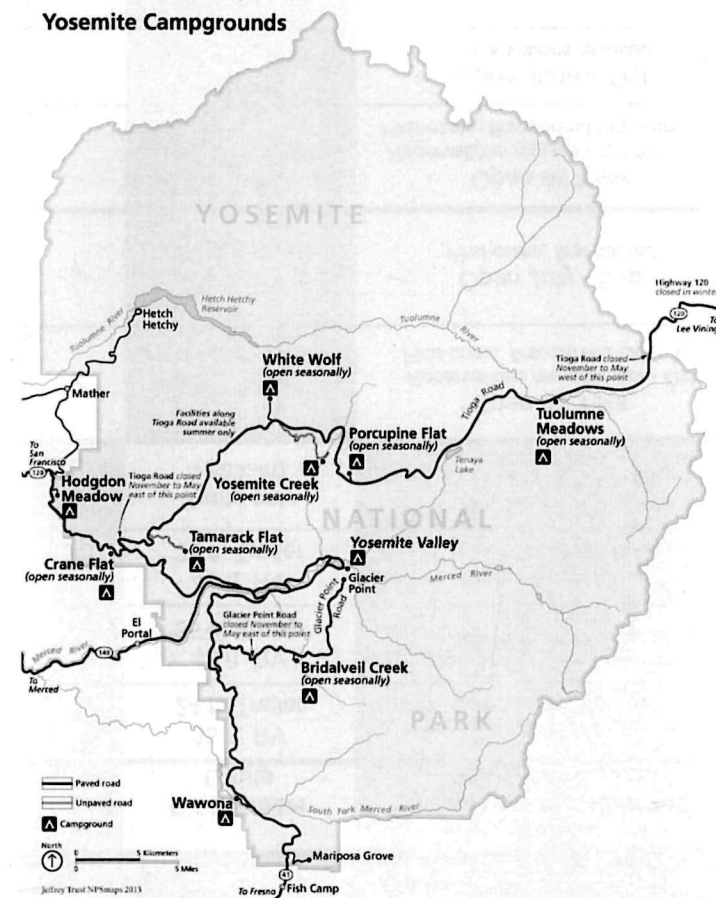 Yosemite Campgrounds
YOSEMITE
Highway 120
closed in winter
120
To
Lee Vining
Hetch Hetchy
Reservoir
Hetch
Hetchy
Tuolumne River
Tuolumne
River
Tioga Road closed
November to May
west of this point
White Wolf
(open seasonally)
Mather
Tioga Road
Facilities along
Tioga Road available
summer only
Tuolumne
Meadows
(open seasonally)
Porcupine Flat
(open seasonally)
To
San
Francisco
Tenaya
Lake
Yosemite Creek
(open seasonally)
120
Tioga Road closed
November to May
east of this point
Hodgdon
Meadow
NATIONAL
Tamarack Flat
(open seasonally)
Yosemite Valley
Crane Flat
(open seasonally)
Glacier
Point
Merced River
Glacier Point
Road
Glacier Point Road
closed November to
May east of this point
El
Portal
Merced River
140
To
Merced
Bridalveil Creek
(open seasonally)
PARK
Paved road
Unpaved road
Campground
Wawona
South Fork Merced River
North
0 5 Kilometers
0 5 Miles
Mariposa Grove
41
To Fresno
Fish Camp
Jeffrey Trust NPSmaps 2013